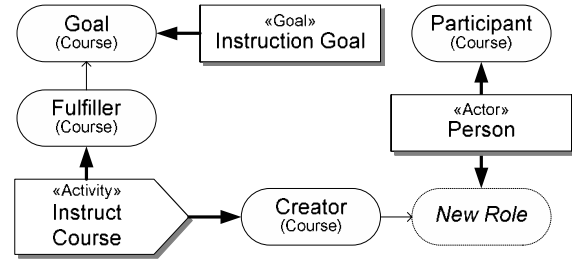 Goal
(Course)
«Goal»
Instruction Goal
Participant
(Course)
Fulfiller
(Course)
«Actor»
Person
«Activity»
Instruct
Course
Creator
(Course)
New Role